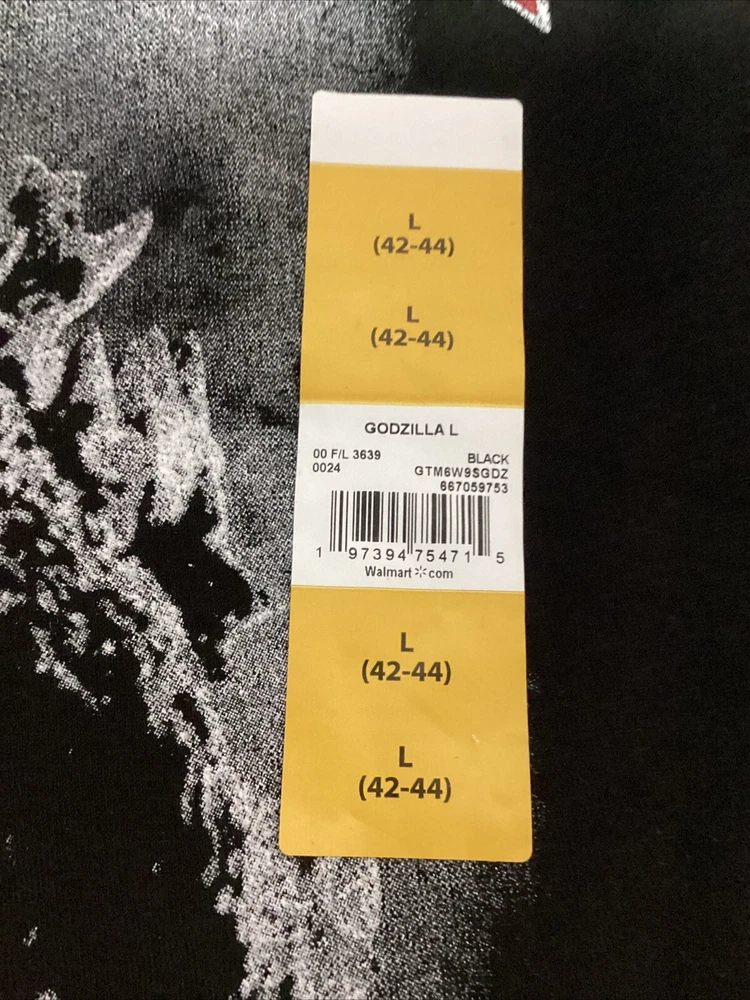 L
(42-44)
L
(42-44)
GODZILLA L
00 F/L 3639 BLACK
0024 GTM6W9SGDZ
667059753
1 97394 75471 5
Walmart com
L
(42-44)
L
(42-44)